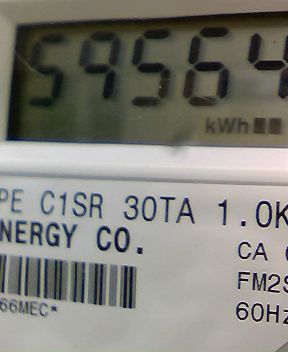 59564
kWh
PE C1SR 30TA 1.0K
NERGY CO.
CA
FM2S
66MEC*
60Hz